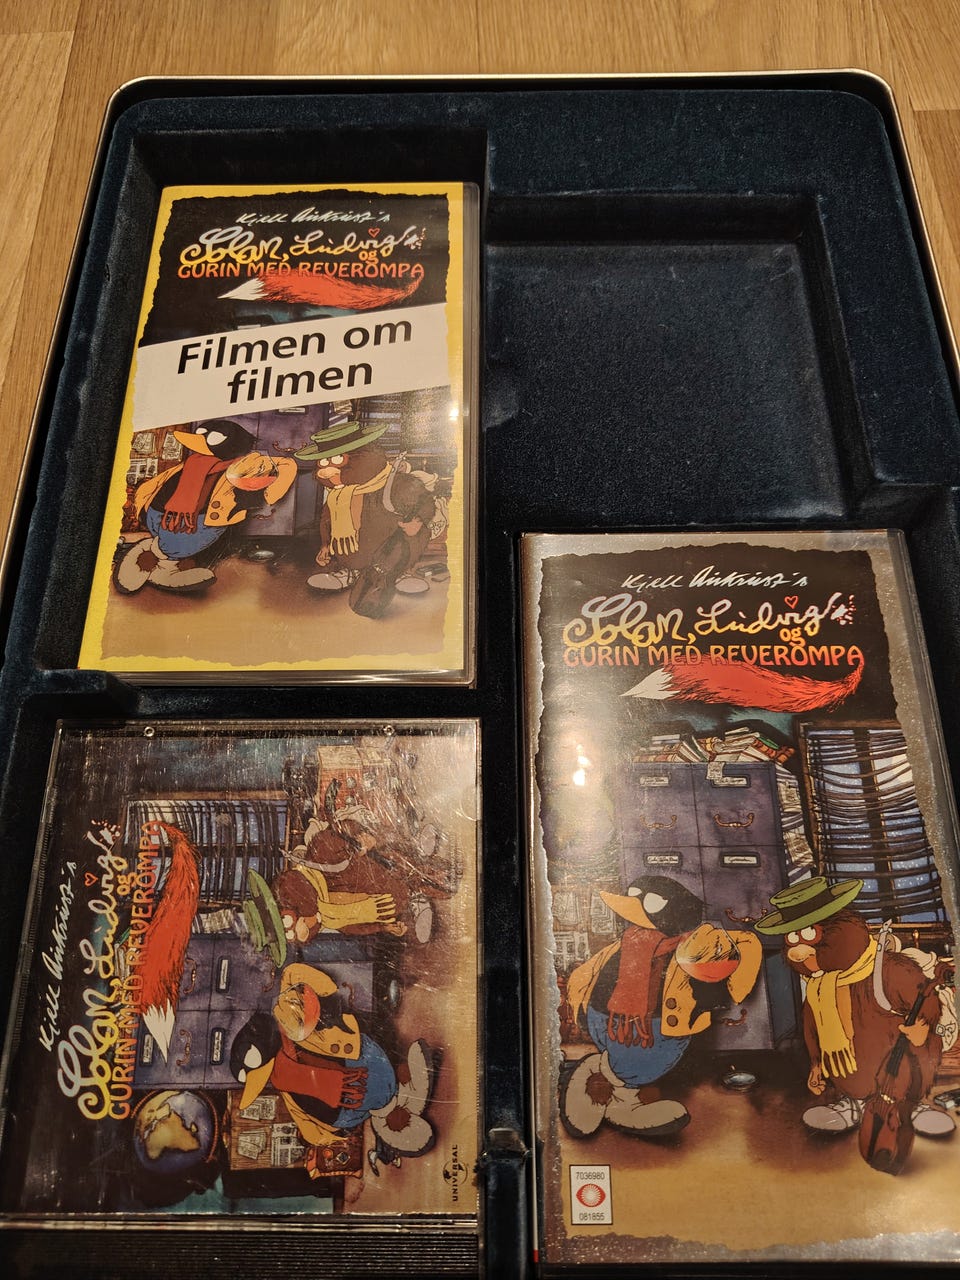 Kjell Aukrust's
Solan, Ludvig
og
GURIN MED REVEROMPA
Filmen om
filmen
Kjell Aukrust's
Solan, Ludvig
og
GURIN MED REVEROMPA
7036980
081855
Kjell Aukrust's
Solan, Ludvig
og
GURIN MED REVEROMPA
UNIVERSAL